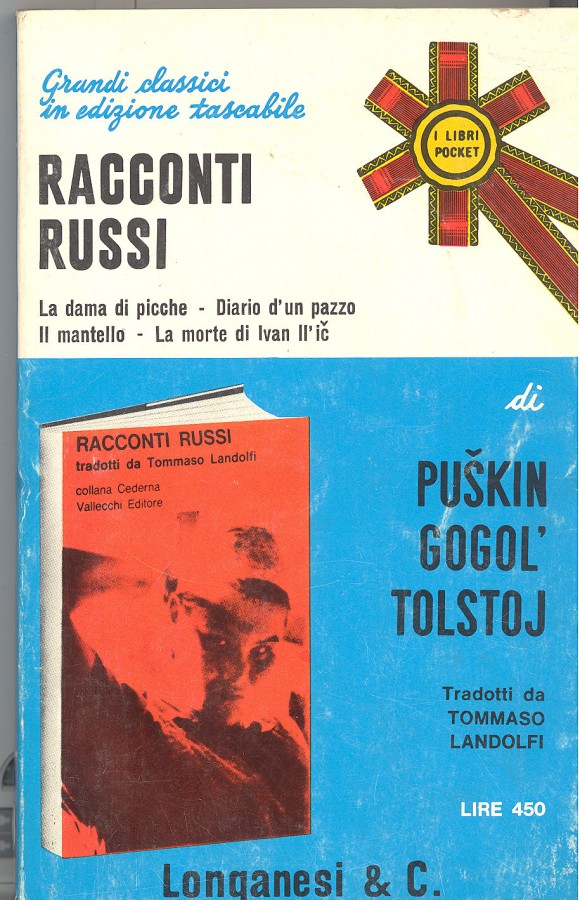 Grandi classici
in edizione tascabile
I LIBRI
POCKET
RACCONTI
RUSSI
La dama di picche - Diario d'un pazzo
Il mantello - La morte di Ivan Il'ič
di
RACCONTI RUSSI
tradotti da Tommaso Landolfi
collana Cederna
Vallecchi Editore
PUŠKIN
GOGOL'
TOLSTOJ
Tradotti da
TOMMASO
LANDOLFI
LIRE 450
Longanesi & C.